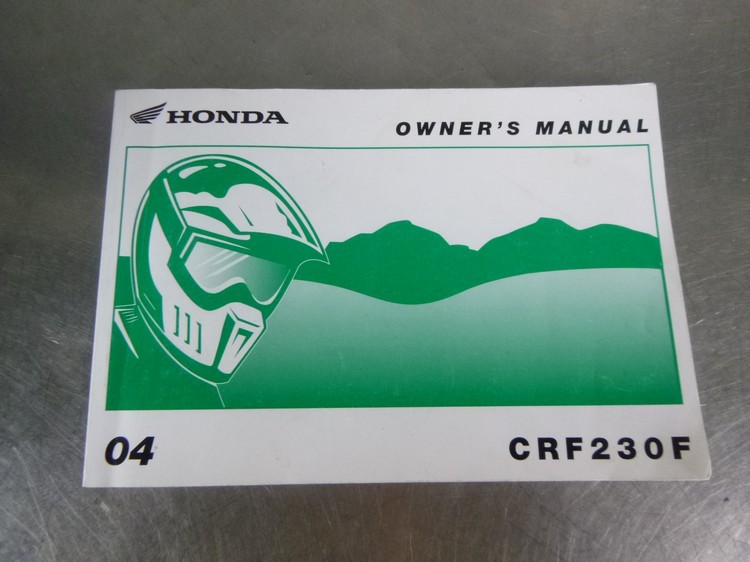 HONDA
OWNER'S MANUAL
04
CRF230F